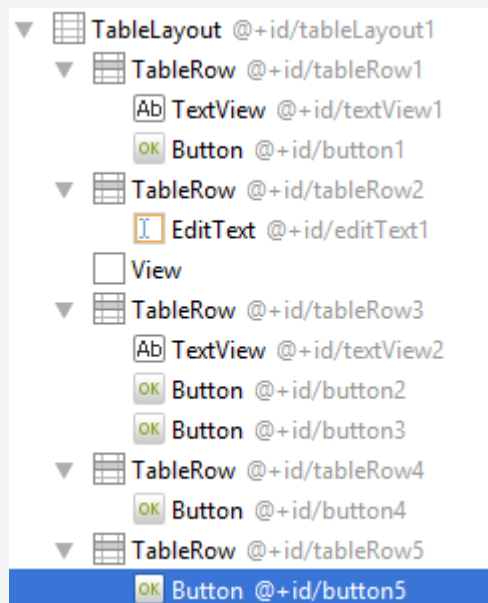 TableLayout @+id/tableLayout1
TableRow @+id/tableRow1
Ab TextView @+id/textView1
OK Button @+id/button1
TableRow @+id/tableRow2
EditText @+id/editText1
View
TableRow @+id/tableRow3
Ab TextView @+id/textView2
OK Button @+id/button2
OK Button @+id/button3
TableRow @+id/tableRow4
OK Button @+id/button4
TableRow @+id/tableRow5
OK Button @+id/button5